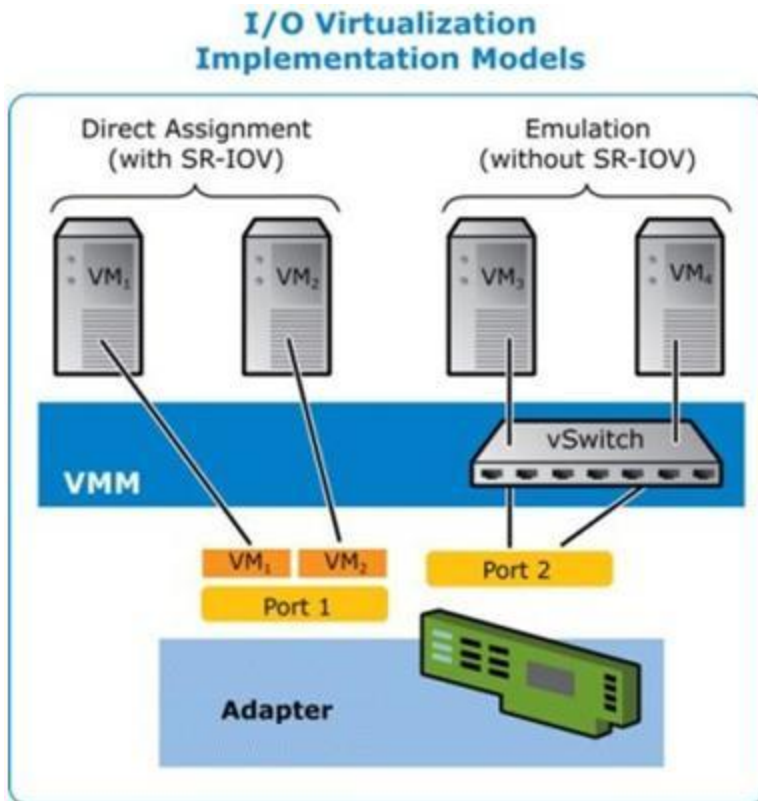 I/O Virtualization
Implementation Models
Direct Assignment
(with SR-IOV)
Emulation
(without SR-IOV)
VM₁
VM₂
VM₃
VM₄
vSwitch
VMM
VM₁
VM₂
Port 1
Port 2
Adapter